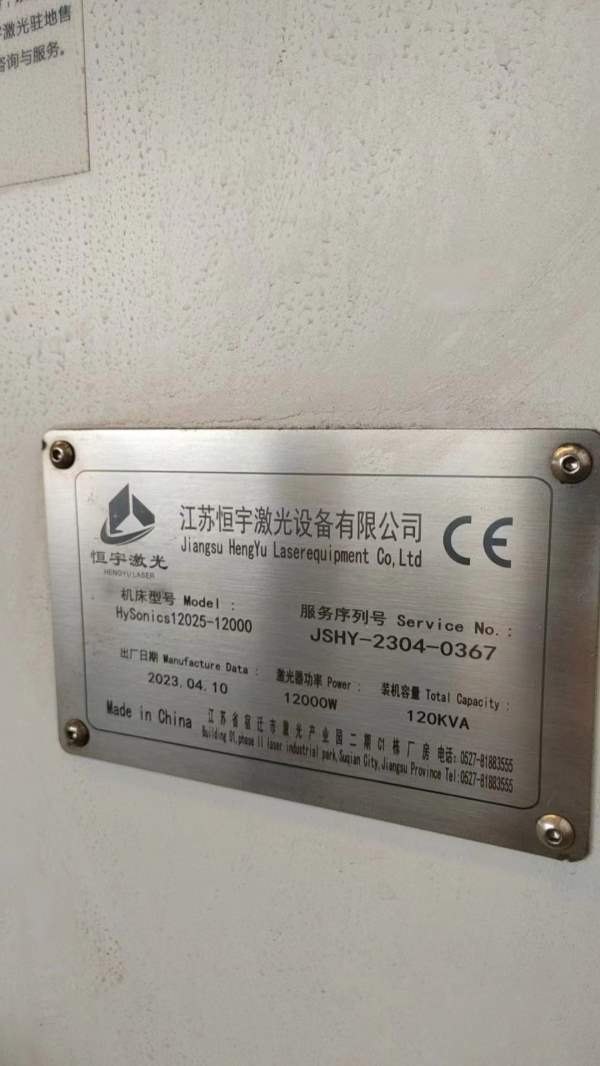 激光驻地售
咨询与服务。
恒宇激光
HENGYU LASER
江苏恒宇激光设备有限公司
Jiangsu HengYu Laserequipment Co,Ltd
CE
机床型号 Model :
HySonics12025-12000
服务序列号 Service No.:
JSHY-2304-0367
出厂日期 Manufacture Data :
2023.04.10
激光器功率 Power :
12000W
装机容量 Total Capacity :
120KVA
Made in China
江苏省宿迁市激光产业园二期C1栋厂房 电话: 0527-81883555
Building 01,phase II laser industrial park,Suqian City,Jiangsu Province Tel:0527-81883555